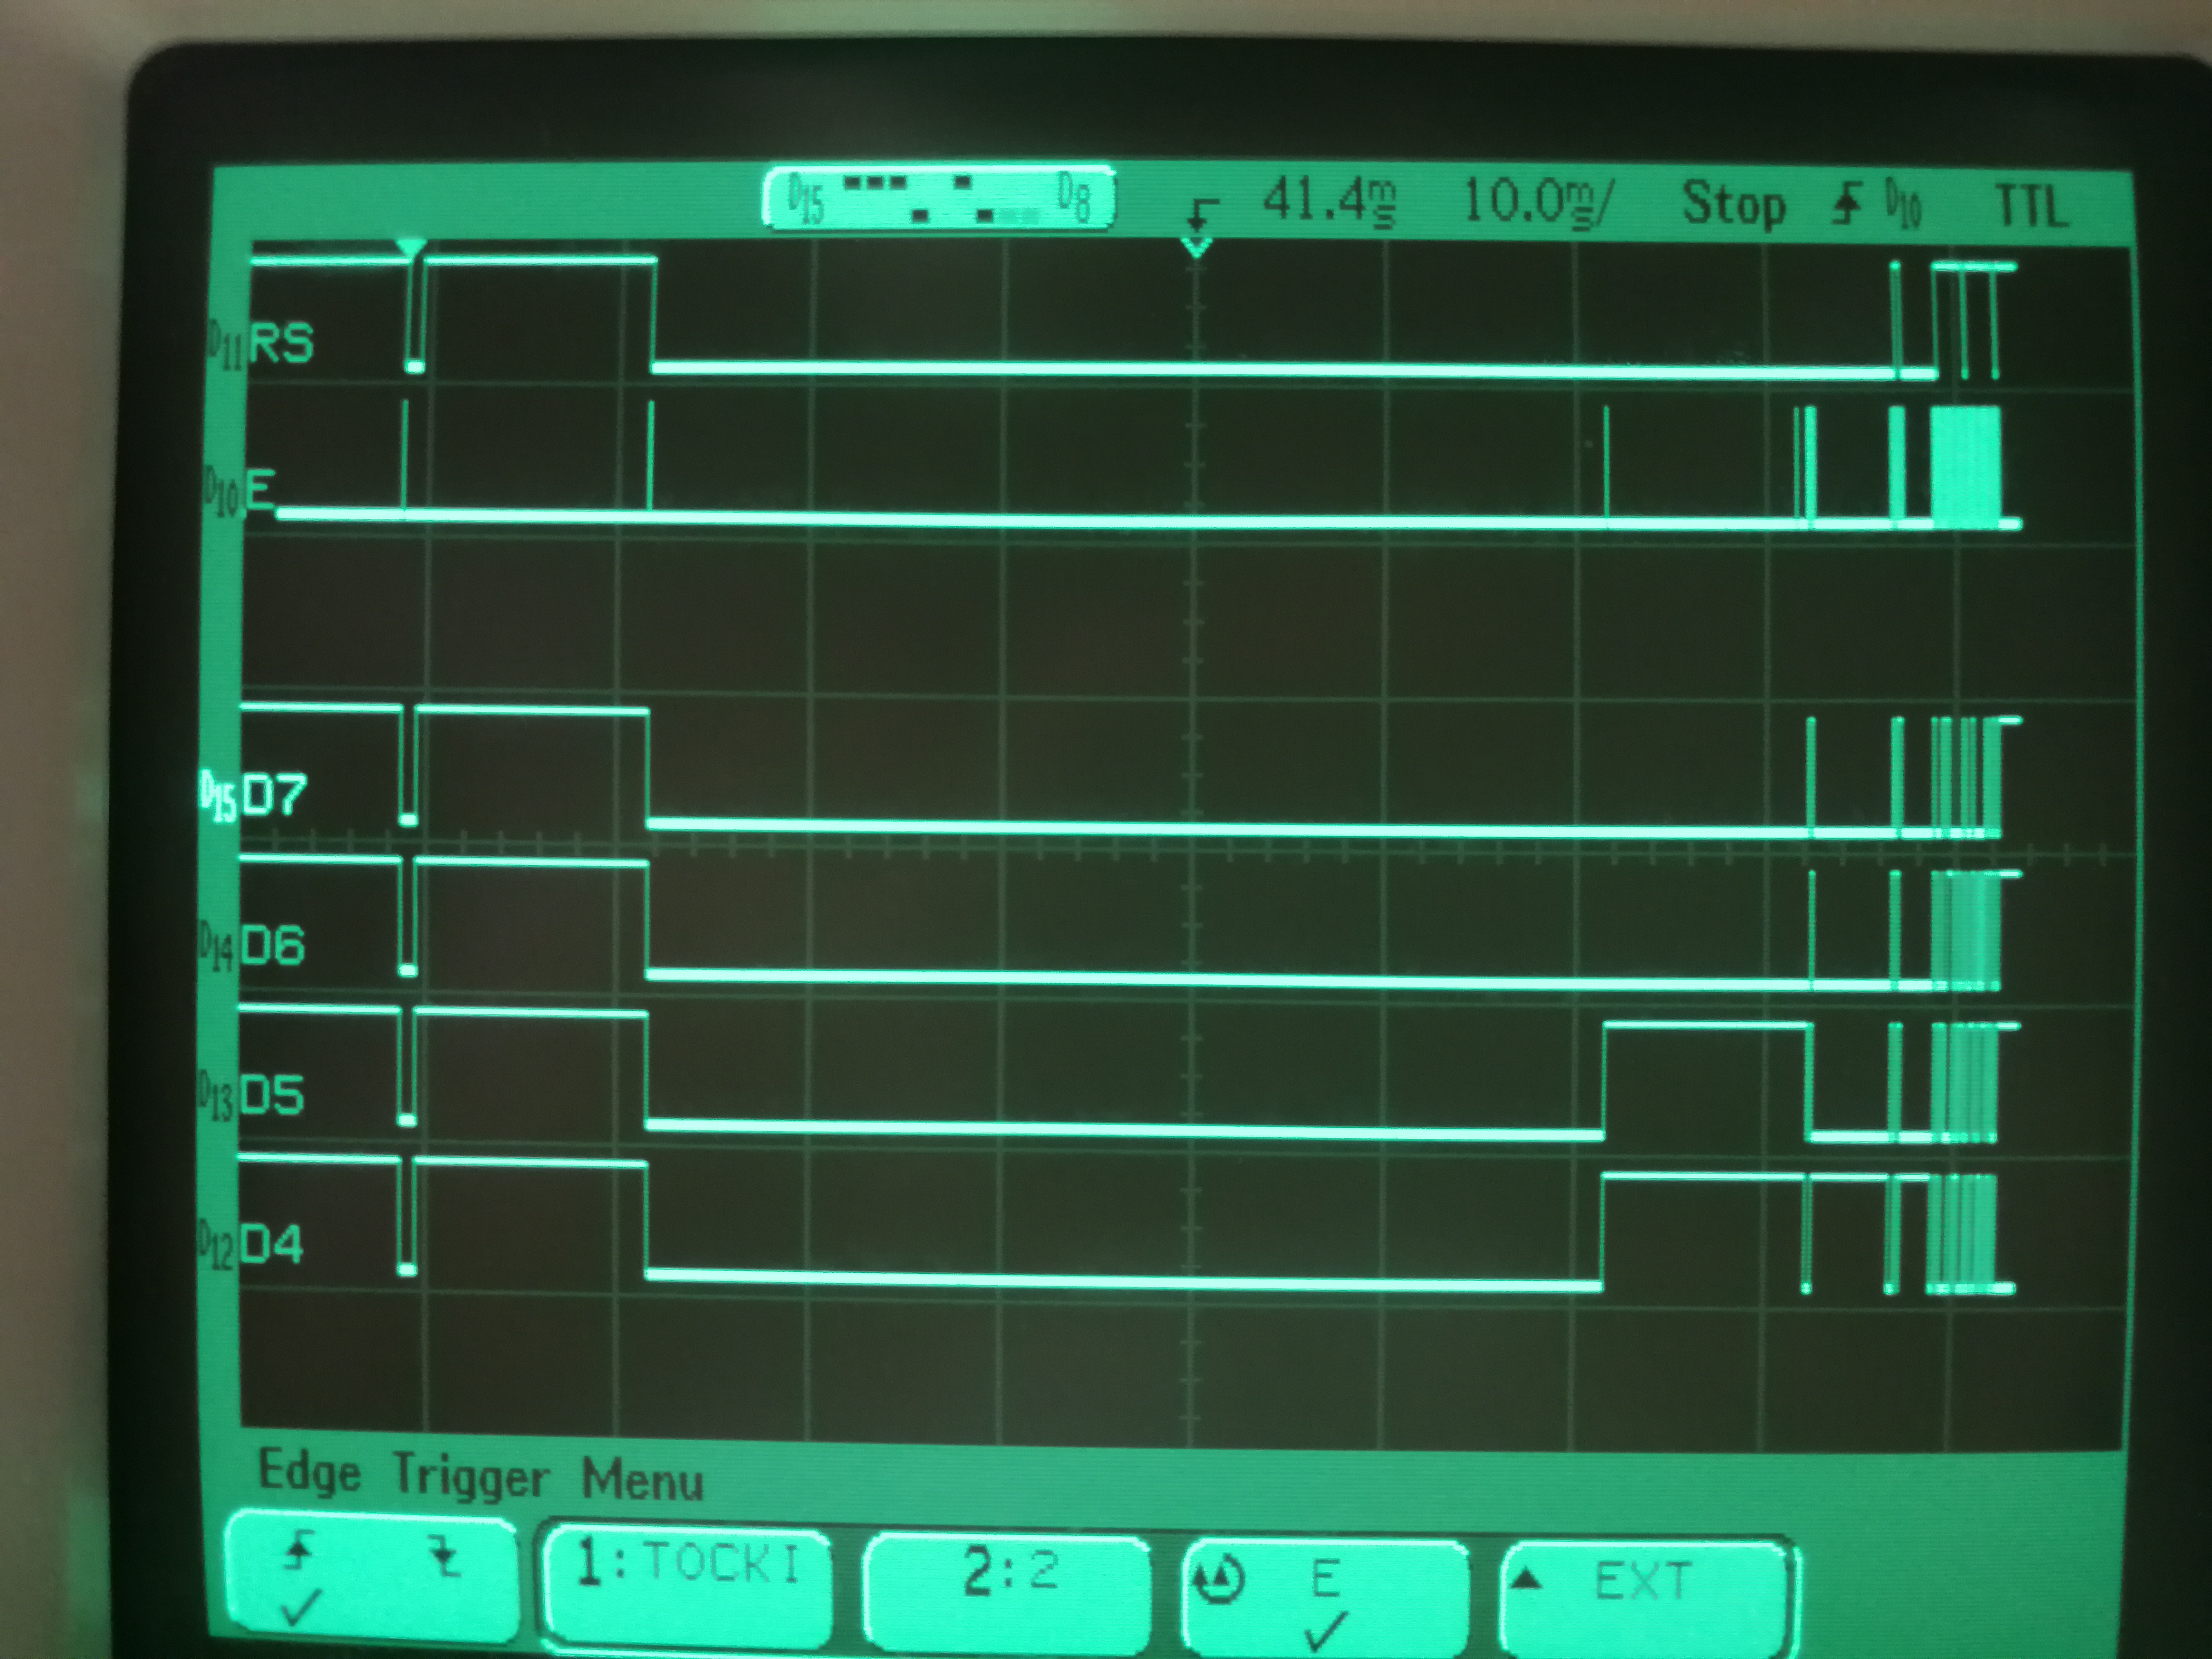 D15 D8 41.4ms 10.0ms/ Stop D10 TTL
D11 RS
D10 E
D15 D7
D14 D6
D13 D5
D12 D4
Edge Trigger Menu
1:TOCKI 2:2 E EXT